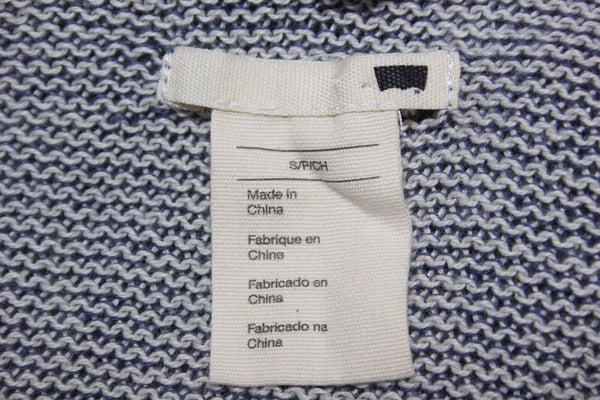 S/P/CH
Made in
China
Fabrique en
Chine
Fabricado en
China
Fabricado na
China